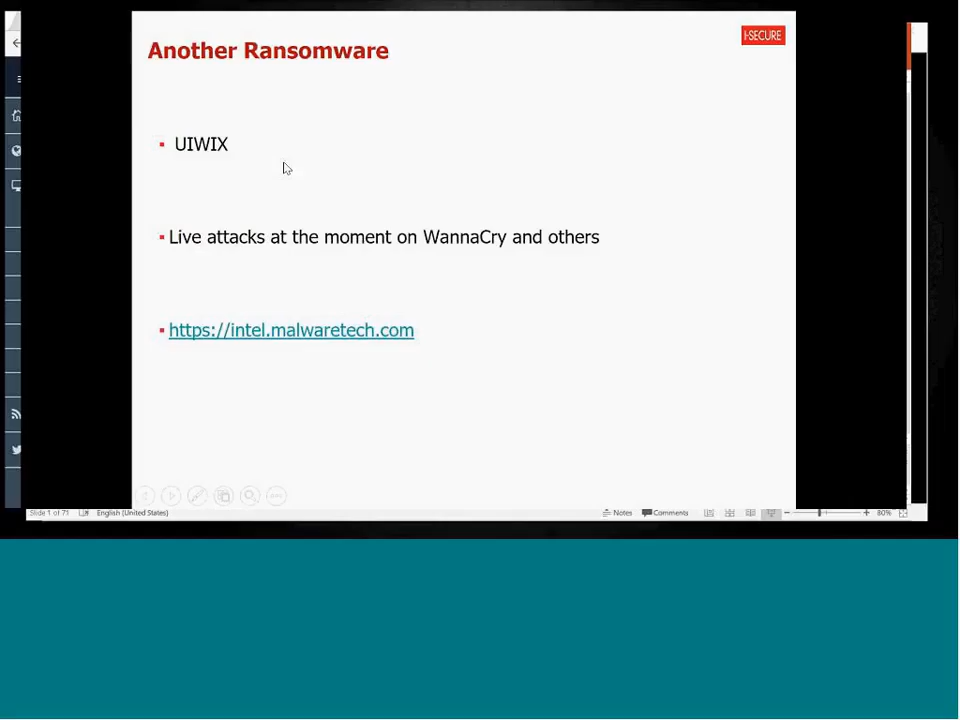 Another Ransomware
I-SECURE
UIWIX
Live attacks at the moment on WannaCry and others
https://intel.malwaretech.com
Slide 1 of 71 English (United States) Notes Comments 80%